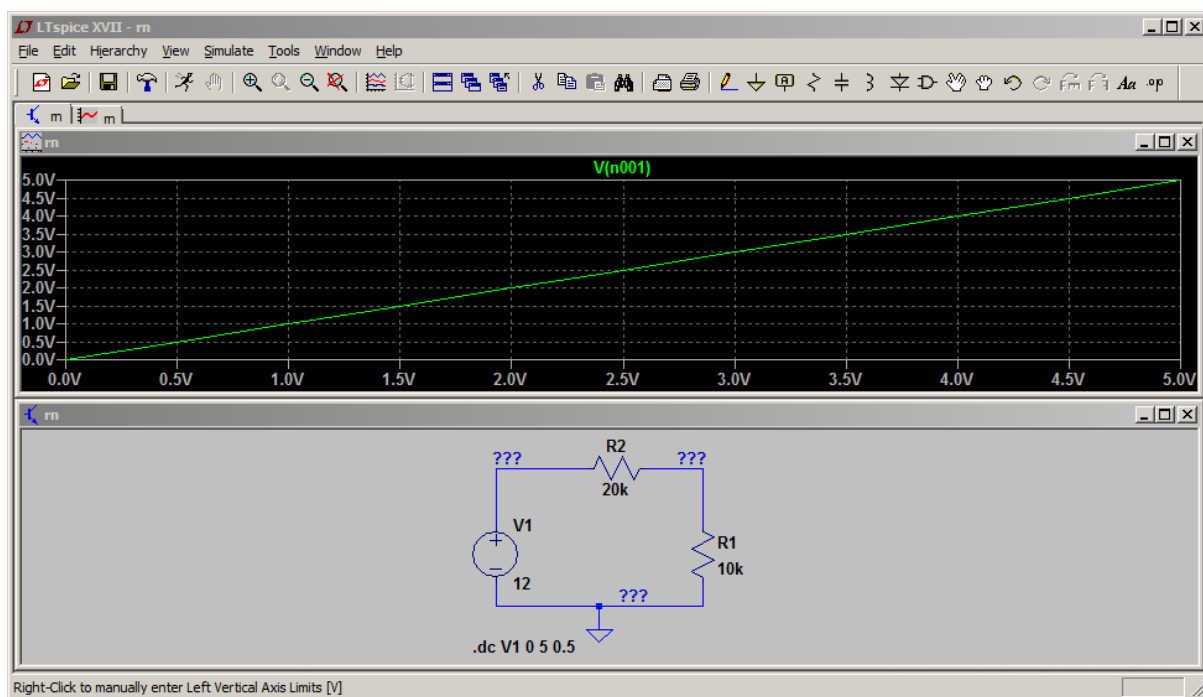 LTspice XVII - rn
File Edit Hierarchy View Simulate Tools Window Help
A Aa .op
rn rn
rn
V(n001)
5.0V
4.5V
4.0V
3.5V
3.0V
2.5V
2.0V
1.5V
1.0V
0.5V
0.0V
0.0V 0.5V 1.0V 1.5V 2.0V 2.5V 3.0V 3.5V 4.0V 4.5V 5.0V
rn
R2
??? ???
20k
V1
R1
10k
12
???
.dc V1 0 5 0.5
Right-Click to manually enter Left Vertical Axis Limits [V]